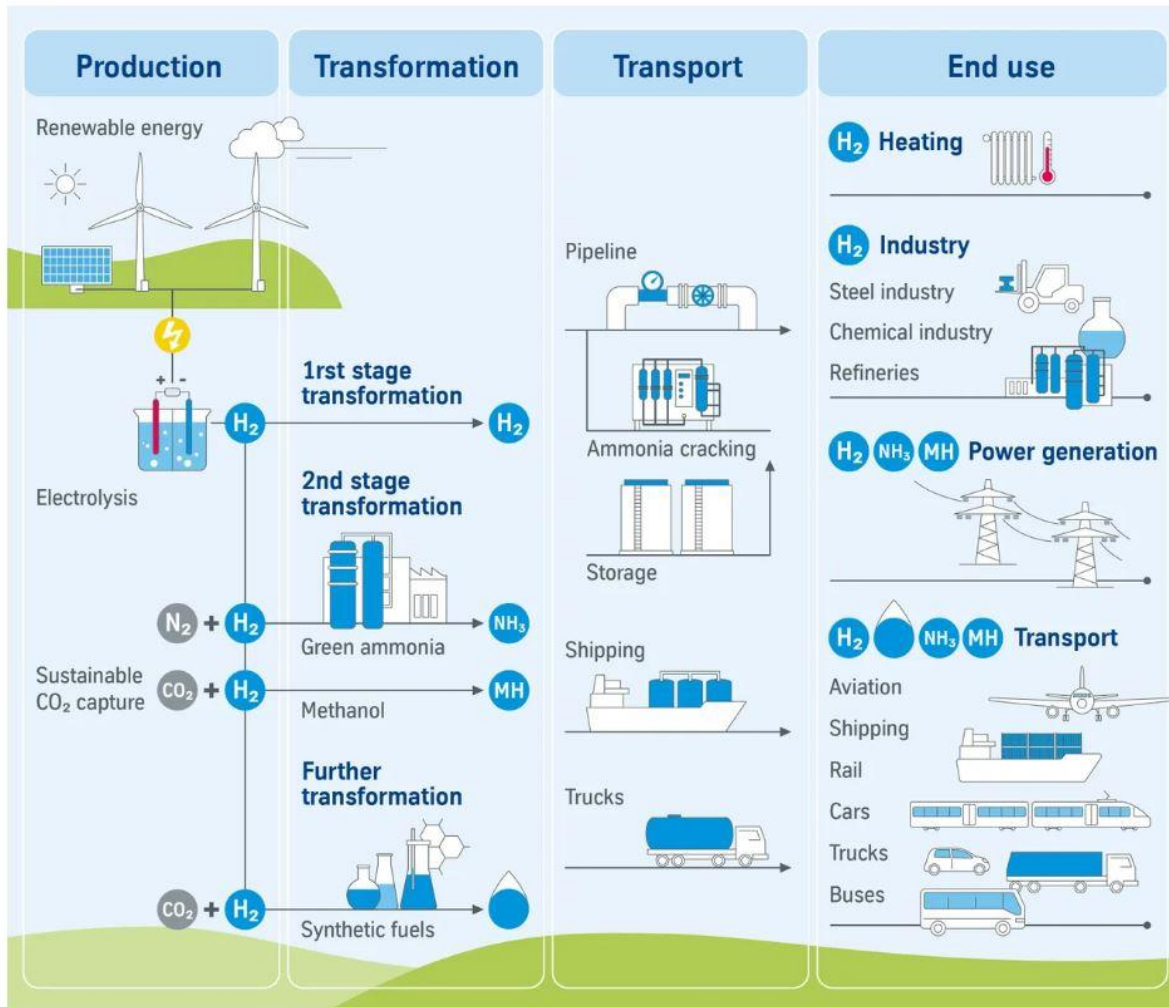 Production
Renewable energy
+ -
H₂
Electrolysis
N₂ + H₂
Sustainable
CO₂ capture
CO₂ + H₂
CO₂ + H₂
Transformation
1rst stage
transformation
H₂
2nd stage
transformation
NH₃
Green ammonia
MH
Methanol
Further
transformation
Synthetic fuels
Transport
Pipeline
Ammonia cracking
Storage
Shipping
Trucks
End use
H₂ Heating
H₂ Industry
Steel industry
Chemical industry
Refineries
H₂ NH₃ MH Power generation
H₂ NH₃ MH Transport
Aviation
Shipping
Rail
Cars
Trucks
Buses